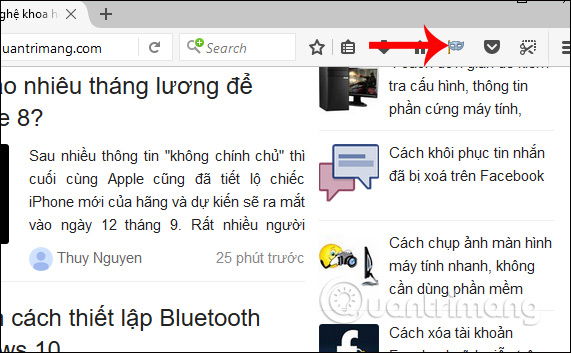 ghệ khoa h
uantrimang.com
Search
ao nhiêu tháng lương để
e 8?
Sau nhiều thông tin "không chính chủ" thì
cuối cùng Apple cũng đã tiết lộ chiếc
iPhone mới của hãng và dự kiến sẽ ra mắt
vào ngày 12 tháng 9. Rất nhiều người
Thuy Nguyen
25 phút trước
n cách thiết lập Bluetooth
ws 10
tra cấu hình, thông tin
phần cứng máy tính,
Cách khôi phục tin nhắn
đã bị xoá trên Facebook
Cách chụp ảnh màn hình
máy tính nhanh, không
cần dùng phần mềm
Quantrimang
Cách xóa tài khoản